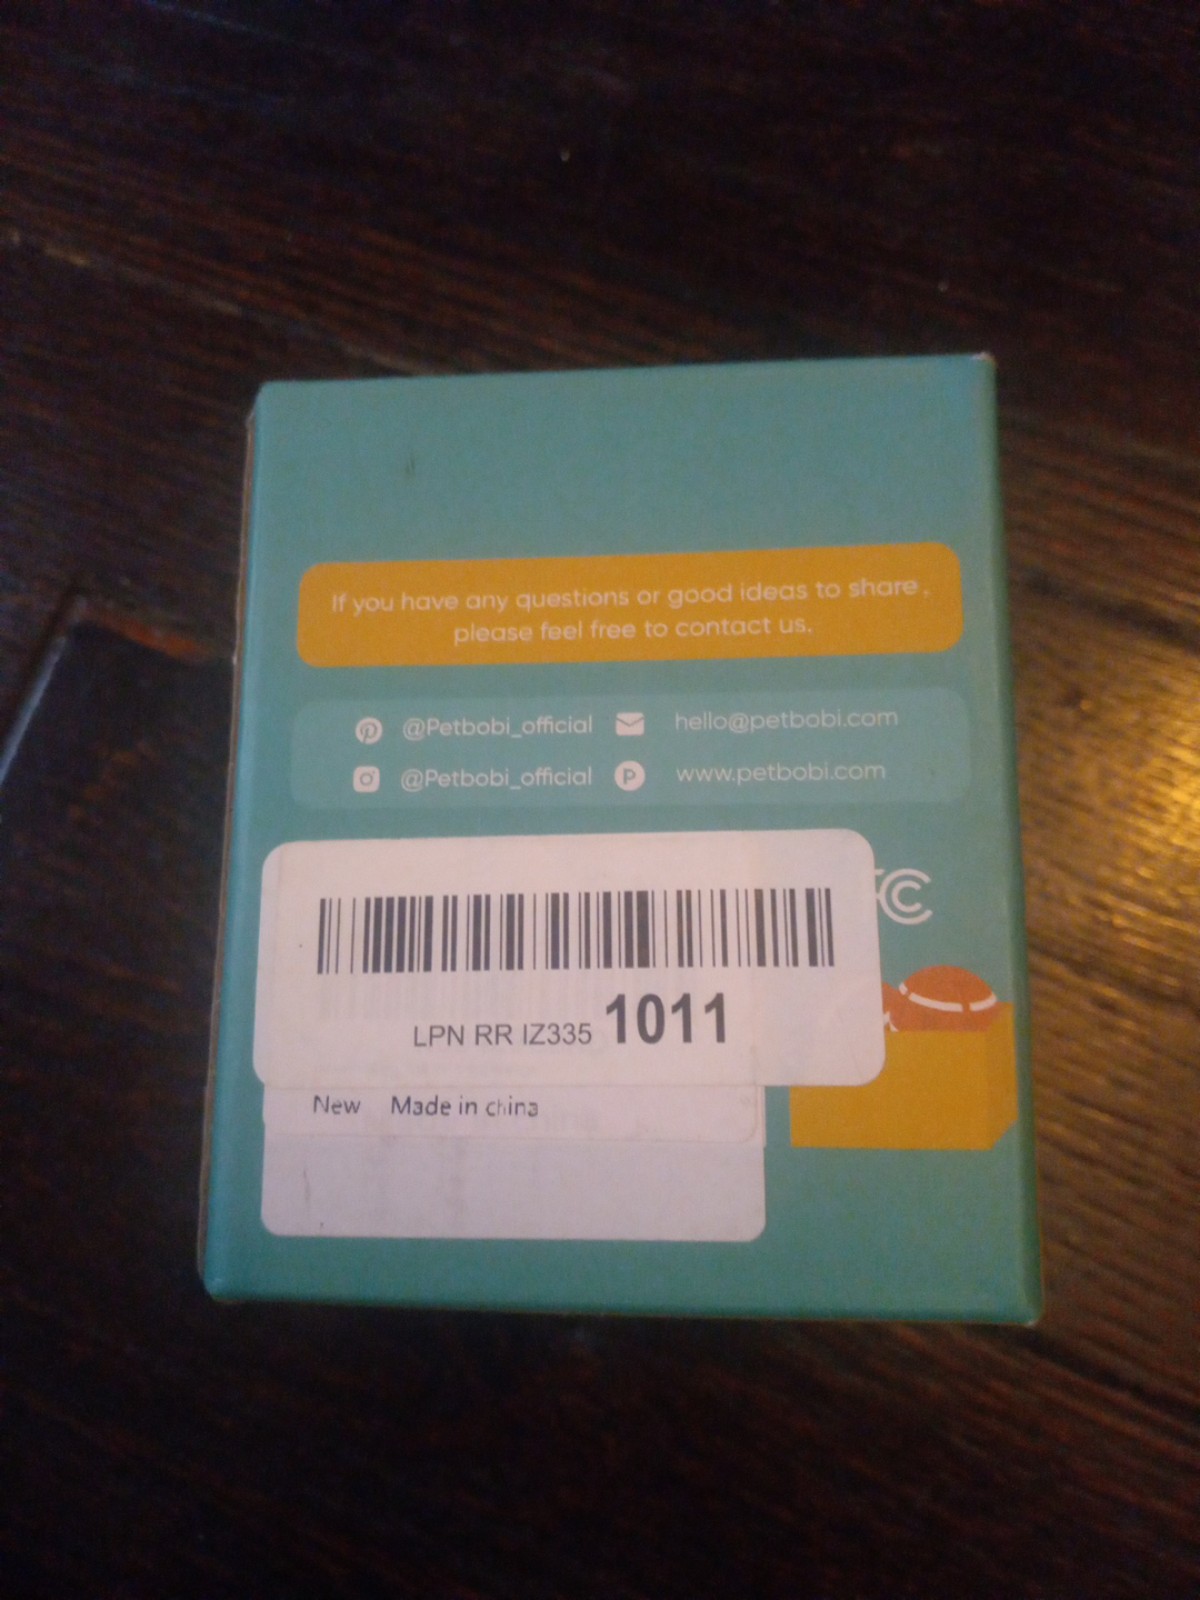 If you have any questions or good ideas to share,
please feel free to contact us.
@Petbobi_official hello@petbobi.com
@Petbobi_official www.petbobi.com
LPN RR IZ335 1011
New Made in china